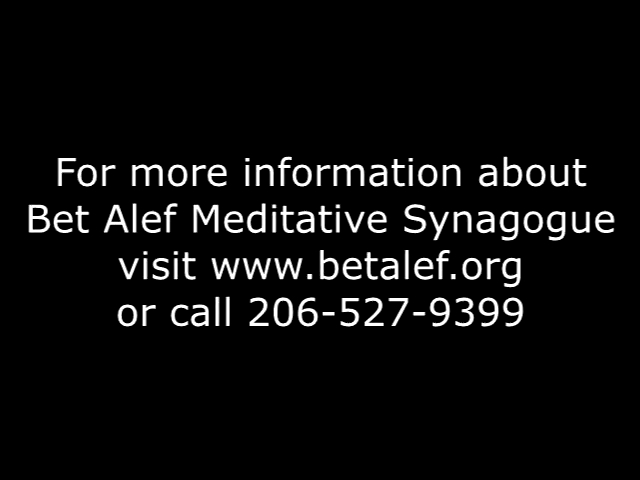 For more information about
Bet Alef Meditative Synagogue
visit www.betalef.org
or call 206-527-9399